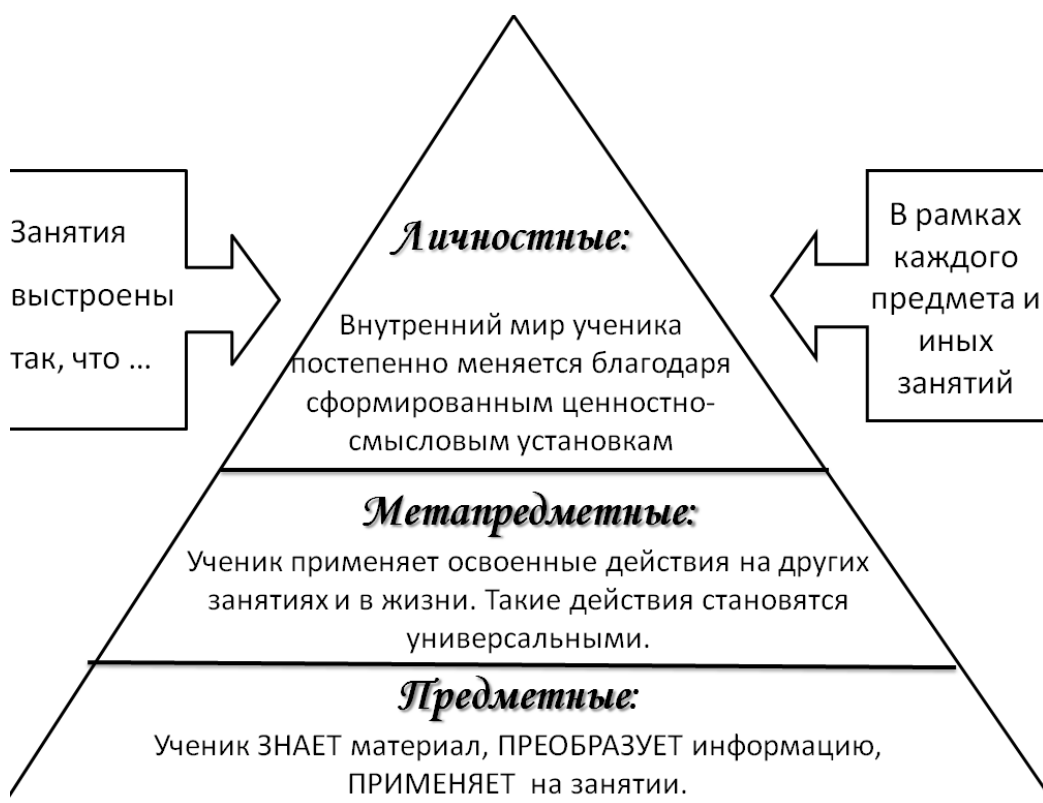 Занятия
выстроены
так, что ...
Личностные:
Внутренний мир ученика
постепенно меняется благодаря
сформированным ценностно-
смысловым установкам
В рамках
каждого
предмета и
иных
занятий
Метапредметные:
Ученик применяет освоенные действия на других
занятиях и в жизни. Такие действия становятся
универсальными.
Предметные:
Ученик ЗНАЕТ материал, ПРЕОБРАЗУЕТ информацию,
ПРИМЕНЯЕТ на занятии.